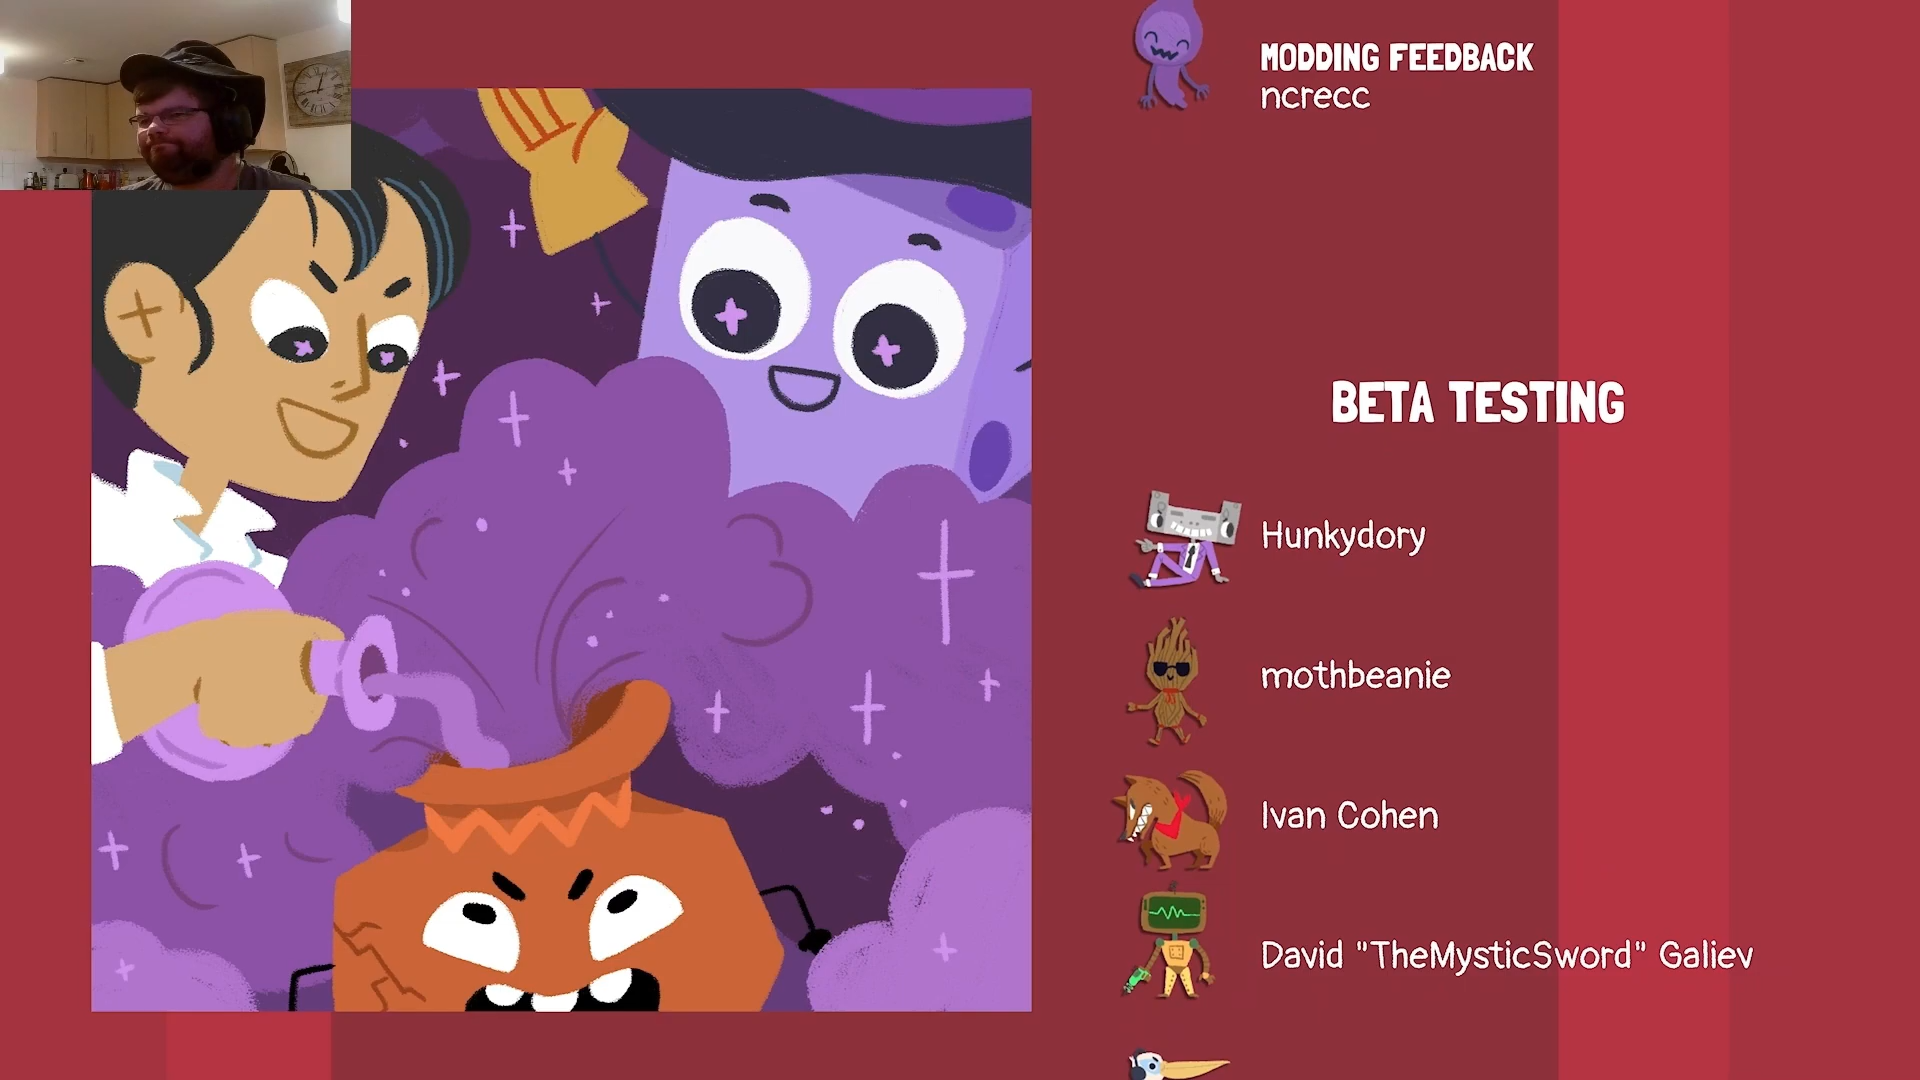 MODDING FEEDBACK
ncrecc
BETA TESTING
Hunkydory
mothbeanie
Ivan Cohen
David "TheMysticSword" Galiev